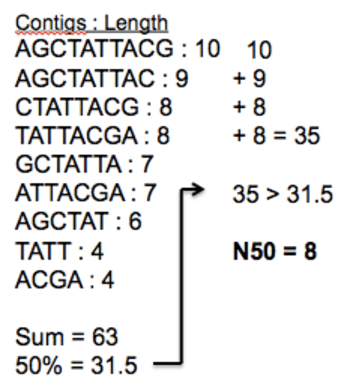 Contigs : Length
AGCTATTACG : 10 10
AGCTATTAC : 9 + 9
CTATTACG : 8 + 8
TATTACGA : 8 + 8 = 35
GCTATTA : 7
ATTACGA : 7 35 > 31.5
AGCTAT : 6
TATT : 4 N50 = 8
ACGA : 4
Sum = 63
50% = 31.5